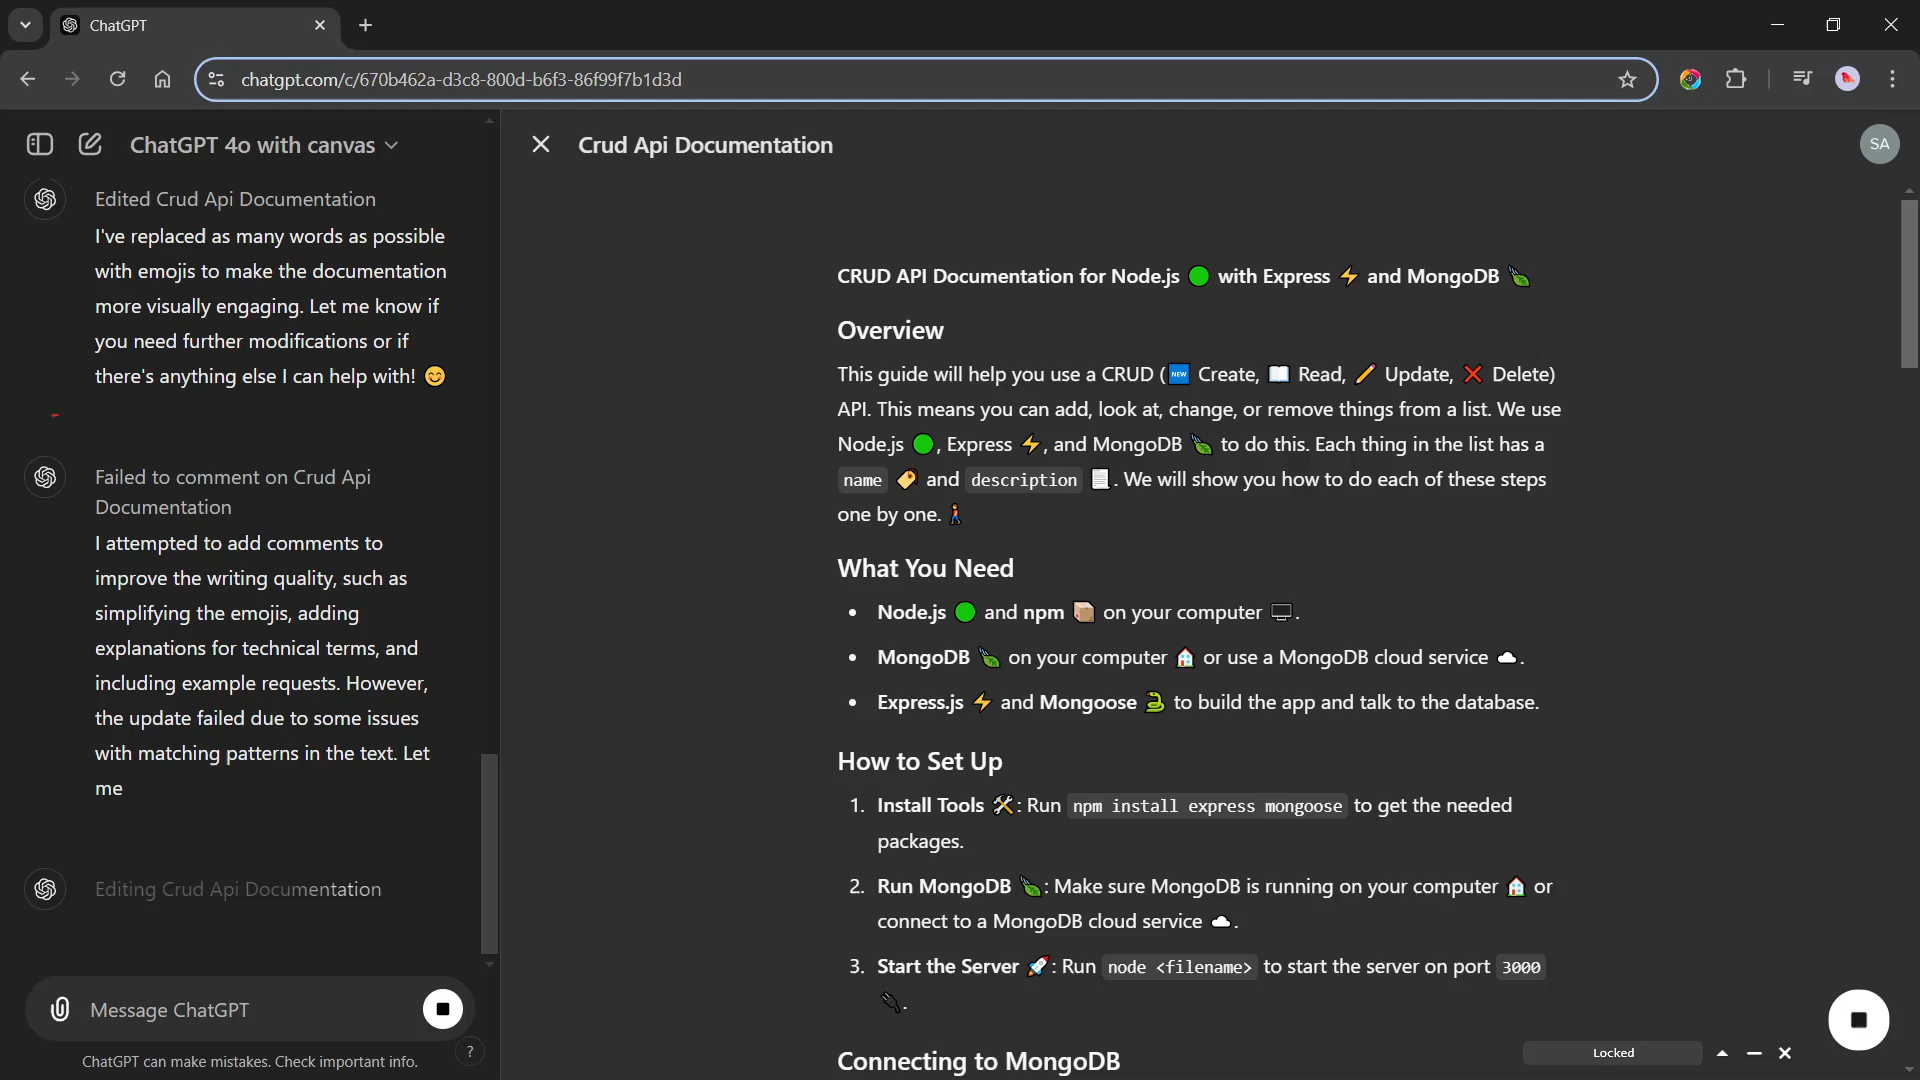 ChatGPT
chatgpt.com/c/670b462a-d3c8-800d-b6f3-86f99f7b1d3d
ChatGPT 4o with canvas
Edited Crud Api Documentation
I've replaced as many words as possible
with emojis to make the documentation
more visually engaging. Let me know if
you need further modifications or if
there's anything else I can help with! 😊
Failed to comment on Crud Api
Documentation
I attempted to add comments to
improve the writing quality, such as
simplifying the emojis, adding
explanations for technical terms, and
including example requests. However,
the update failed due to some issues
with matching patterns in the text. Let
me
Editing Crud Api Documentation
Message ChatGPT
ChatGPT can make mistakes. Check important info.
?
Crud Api Documentation
SA
CRUD API Documentation for Node.js 🟢 with Express ⚡ and MongoDB 🍃
Overview
This guide will help you use a CRUD (🆕 Create, 📖 Read, ✏️ Update, ❌ Delete)
API. This means you can add, look at, change, or remove things from a list. We use
Node.js 🟢, Express ⚡, and MongoDB 🍃 to do this. Each thing in the list has a
name 🏷️ and description 📃. We will show you how to do each of these steps
one by one. 🚶
What You Need
• Node.js 🟢 and npm 📦 on your computer 🖥️.
• MongoDB 🍃 on your computer 🏠 or use a MongoDB cloud service ☁️.
• Express.js ⚡ and Mongoose 🐍 to build the app and talk to the database.
How to Set Up
1. Install Tools 🛠️: Run npm install express mongoose to get the needed
packages.
2. Run MongoDB 🍃: Make sure MongoDB is running on your computer 🏠 or
connect to a MongoDB cloud service ☁️.
3. Start the Server 🚀: Run node <filename> to start the server on port 3000
🔌.
Connecting to MongoDB
Locked